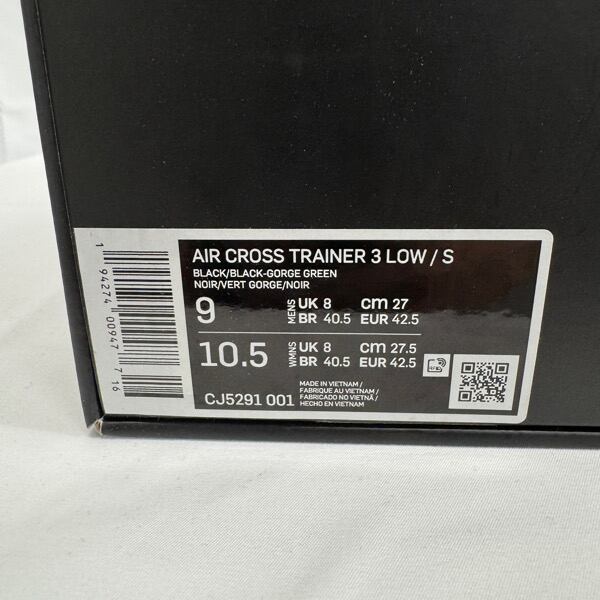 AIR CROSS TRAINER 3 LOW / S
BLACK/BLACK-GORGE GREEN
NOIR/VERT GORGE/NOIR
9 MENS UK 8 cm 27
BR 40.5 EUR 42.5
10.5 WMNS UK 8 cm 27.5
BR 40.5 EUR 42.5
CJ5291 001
MADE IN VIETNAM /
FABRIQUÉ AU VIETNAM /
FABRICADO NO VIETNÃ /
HECHO EN VIETNAM
1 94274 00947 716